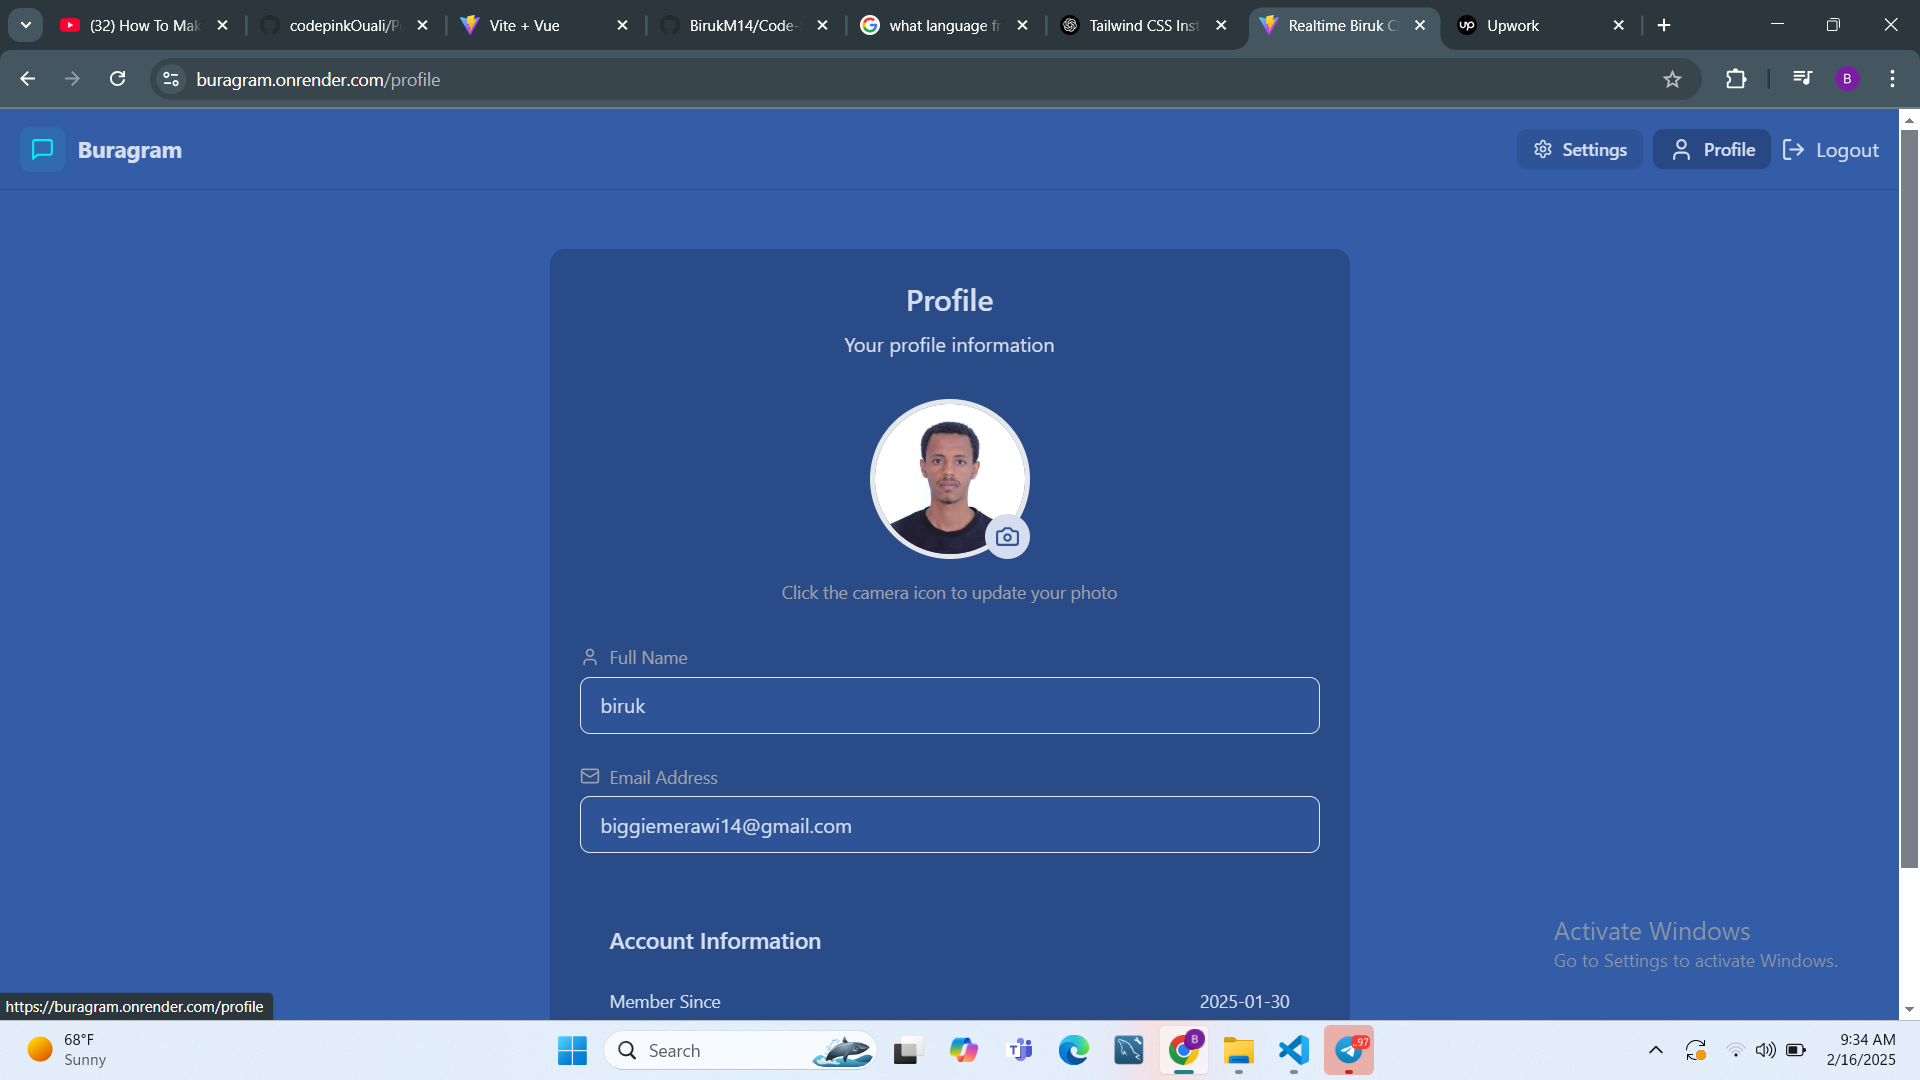 (32) How To Mak
codepinkOuali/P
Vite + Vue
BirukM14/Code-
what language fr
Tailwind CSS Inst
Realtime Biruk C
up Upwork
buragram.onrender.com/profile
B
Buragram
Settings
Profile
Logout
Profile
Your profile information
Click the camera icon to update your photo
Full Name
biruk
Email Address
biggiemerawi14@gmail.com
Account Information
Member Since
2025-01-30
Activate Windows
Go to Settings to activate Windows.
https://buragram.onrender.com/profile
68°F
Sunny
Search
B
97
9:34 AM
2/16/2025